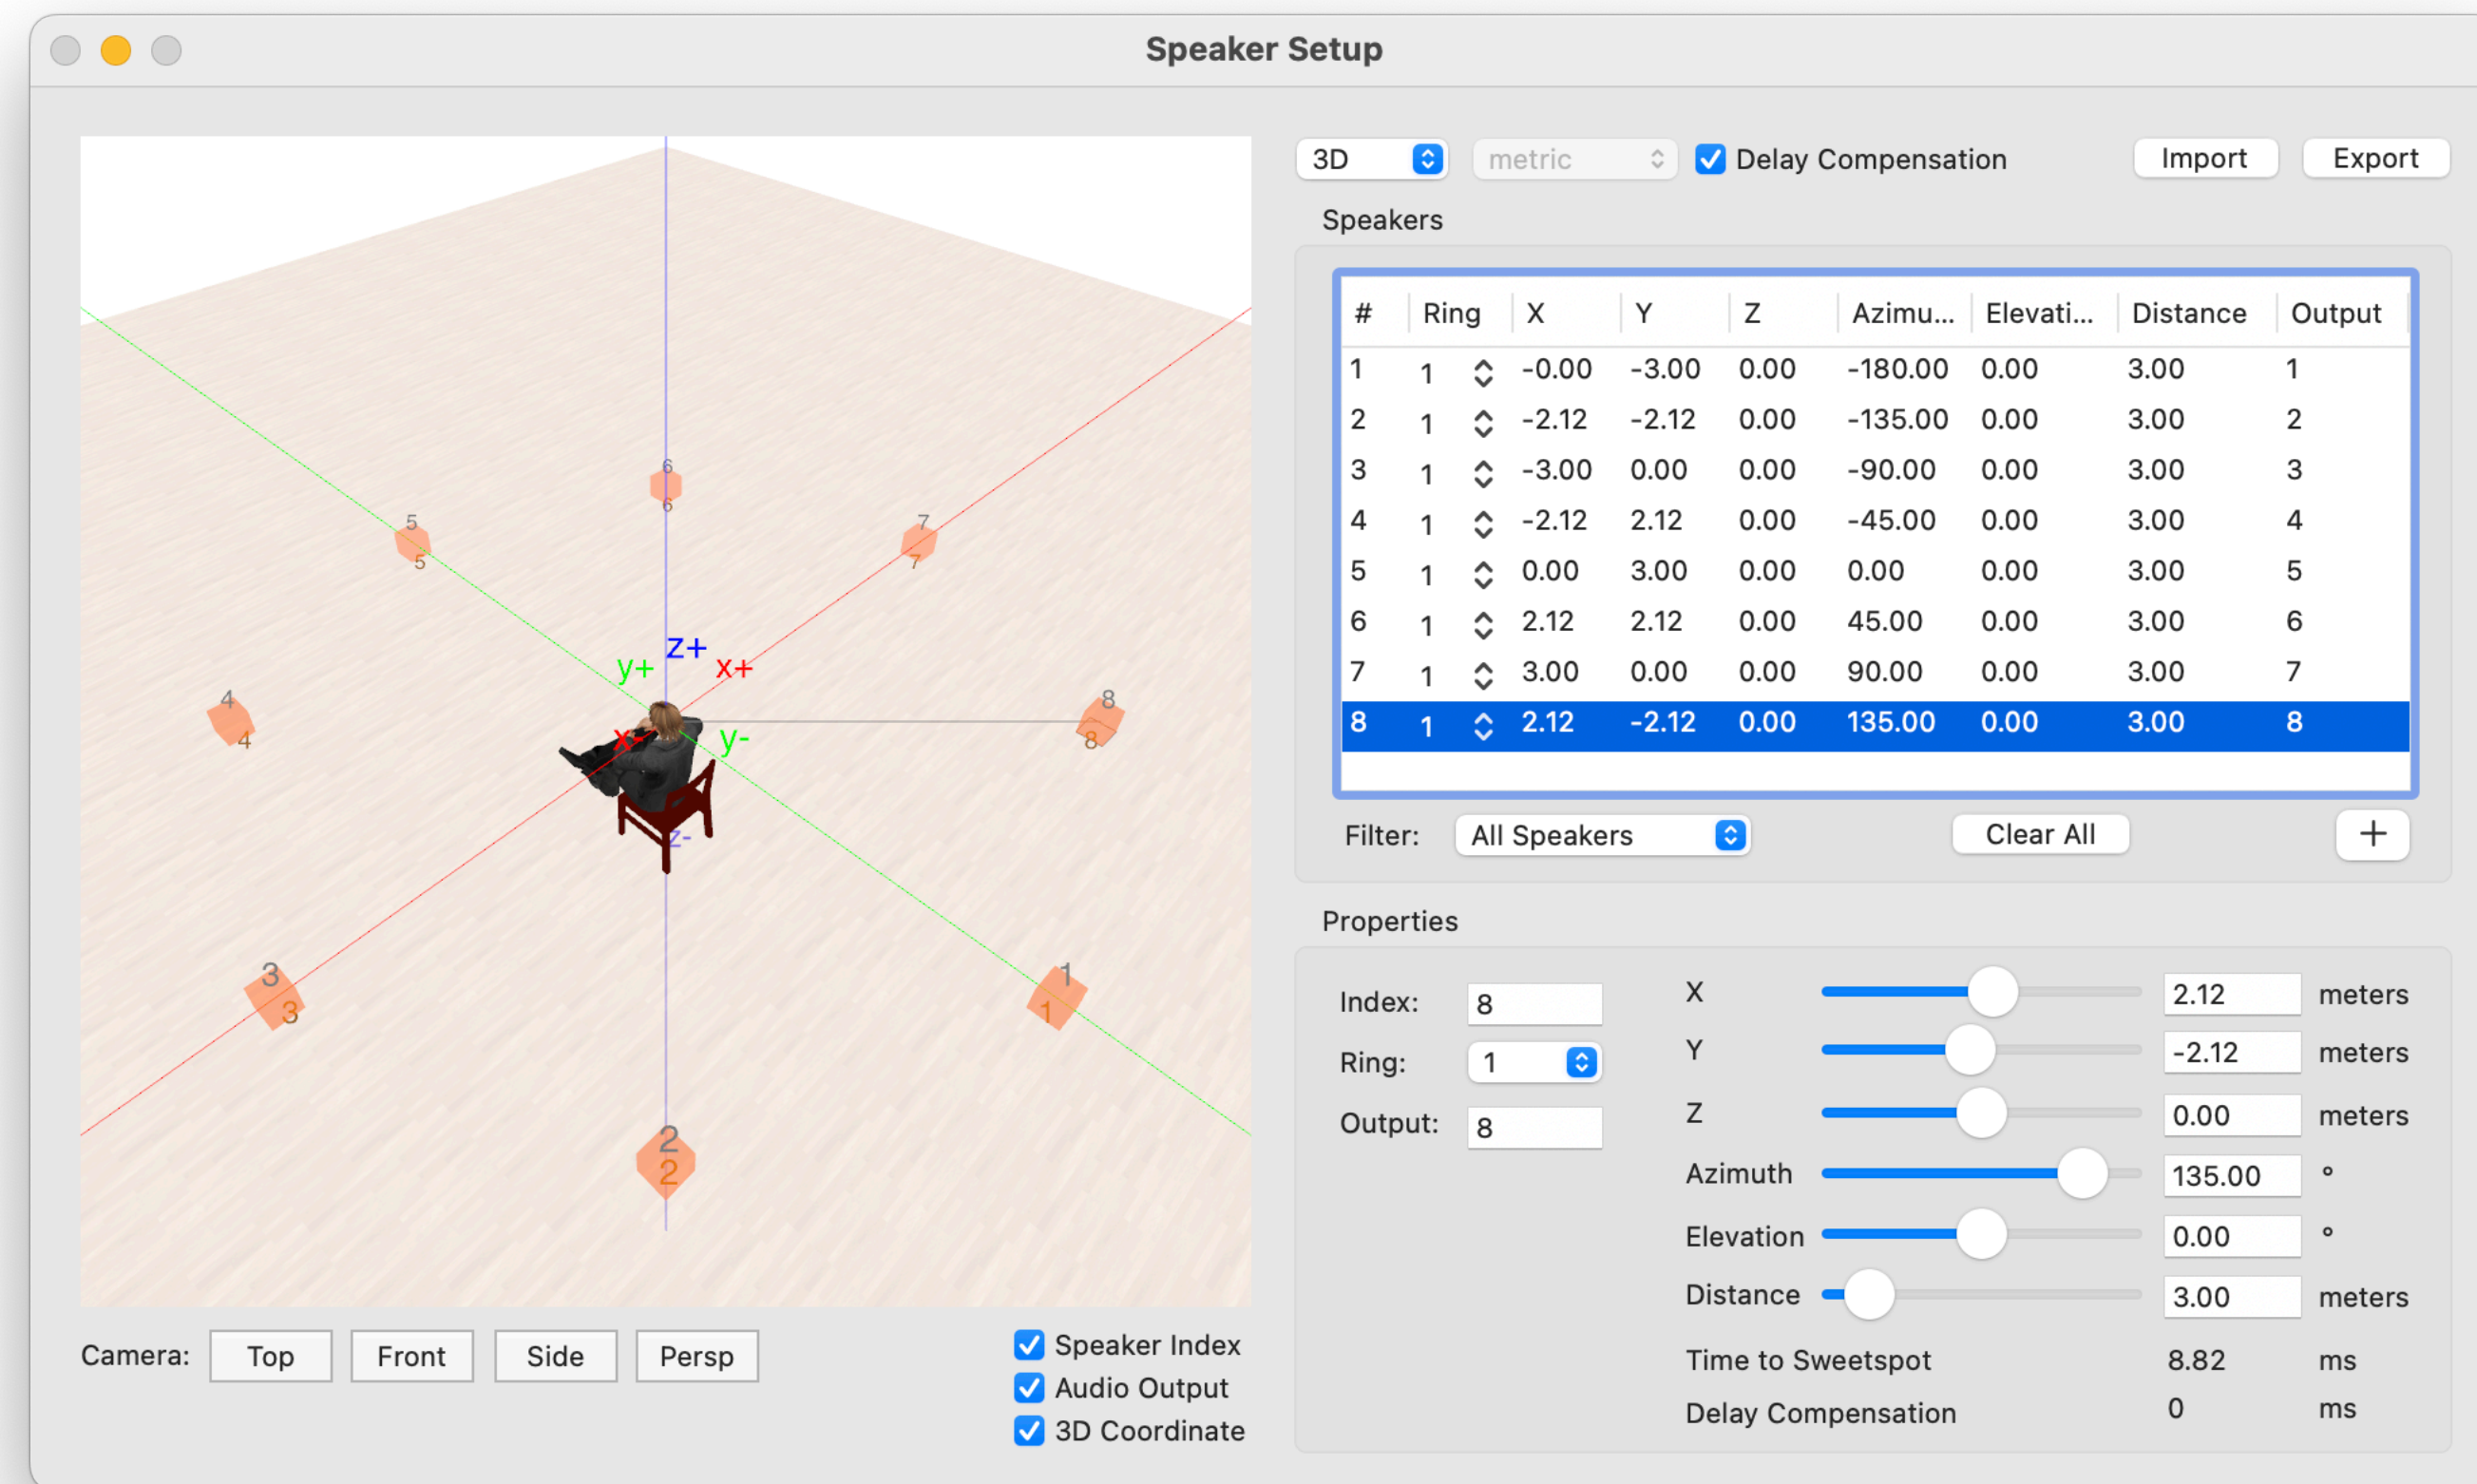 Speaker Setup
3D metric Delay Compensation Import Export
Speakers
# Ring X Y Z Azimu... Elevati... Distance Output
1 1 -0.00 -3.00 0.00 -180.00 0.00 3.00 1
2 1 -2.12 -2.12 0.00 -135.00 0.00 3.00 2
3 1 -3.00 0.00 0.00 -90.00 0.00 3.00 3
4 1 -2.12 2.12 0.00 -45.00 0.00 3.00 4
5 1 0.00 3.00 0.00 0.00 0.00 3.00 5
6 1 2.12 2.12 0.00 45.00 0.00 3.00 6
7 1 3.00 0.00 0.00 90.00 0.00 3.00 7
8 1 2.12 -2.12 0.00 135.00 0.00 3.00 8
Filter: All Speakers Clear All +
6
6
5 7
5 7
z+
y+ x+
4 8
4 x- y- 8
z-
3 1
3 1
2
2
Camera: Top Front Side Persp
Speaker Index
Audio Output
3D Coordinate
Properties
Index: 8
Ring: 1
Output: 8
X 2.12 meters
Y -2.12 meters
Z 0.00 meters
Azimuth 135.00 °
Elevation 0.00 °
Distance 3.00 meters
Time to Sweetspot 8.82 ms
Delay Compensation 0 ms